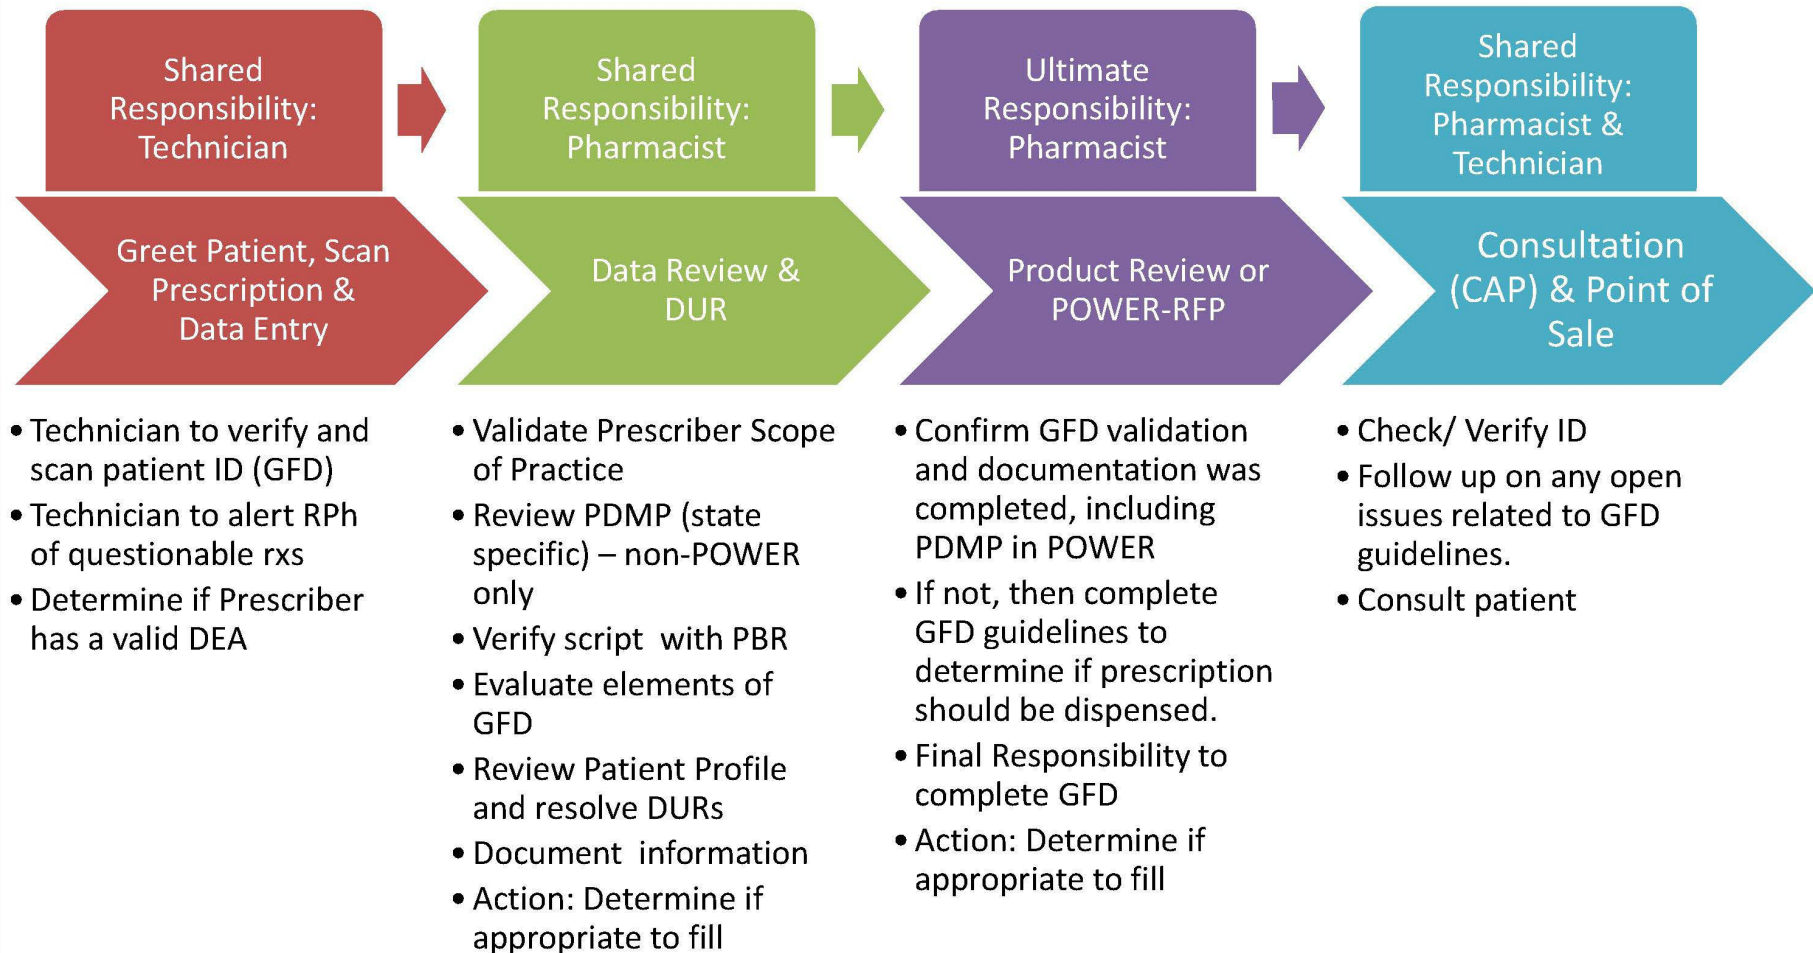 Shared
Responsibility:
Technician
Greet Patient, Scan
Prescription &
Data Entry
• Technician to verify and
scan patient ID (GFD)
• Technician to alert RPh
of questionable rxs
• Determine if Prescriber
has a valid DEA
Shared
Responsibility:
Pharmacist
Data Review &
DUR
• Validate Prescriber Scope
of Practice
• Review PDMP (state
specific) – non-POWER
only
• Verify script with PBR
• Evaluate elements of
GFD
• Review Patient Profile
and resolve DURs
• Document information
• Action: Determine if
appropriate to fill
Ultimate
Responsibility:
Pharmacist
Product Review or
POWER-RFP
• Confirm GFD validation
and documentation was
completed, including
PDMP in POWER
• If not, then complete
GFD guidelines to
determine if prescription
should be dispensed.
• Final Responsibility to
complete GFD
• Action: Determine if
appropriate to fill
Shared
Responsibility:
Pharmacist &
Technician
Consultation
(CAP) & Point of
Sale
• Check/ Verify ID
• Follow up on any open
issues related to GFD
guidelines.
• Consult patient